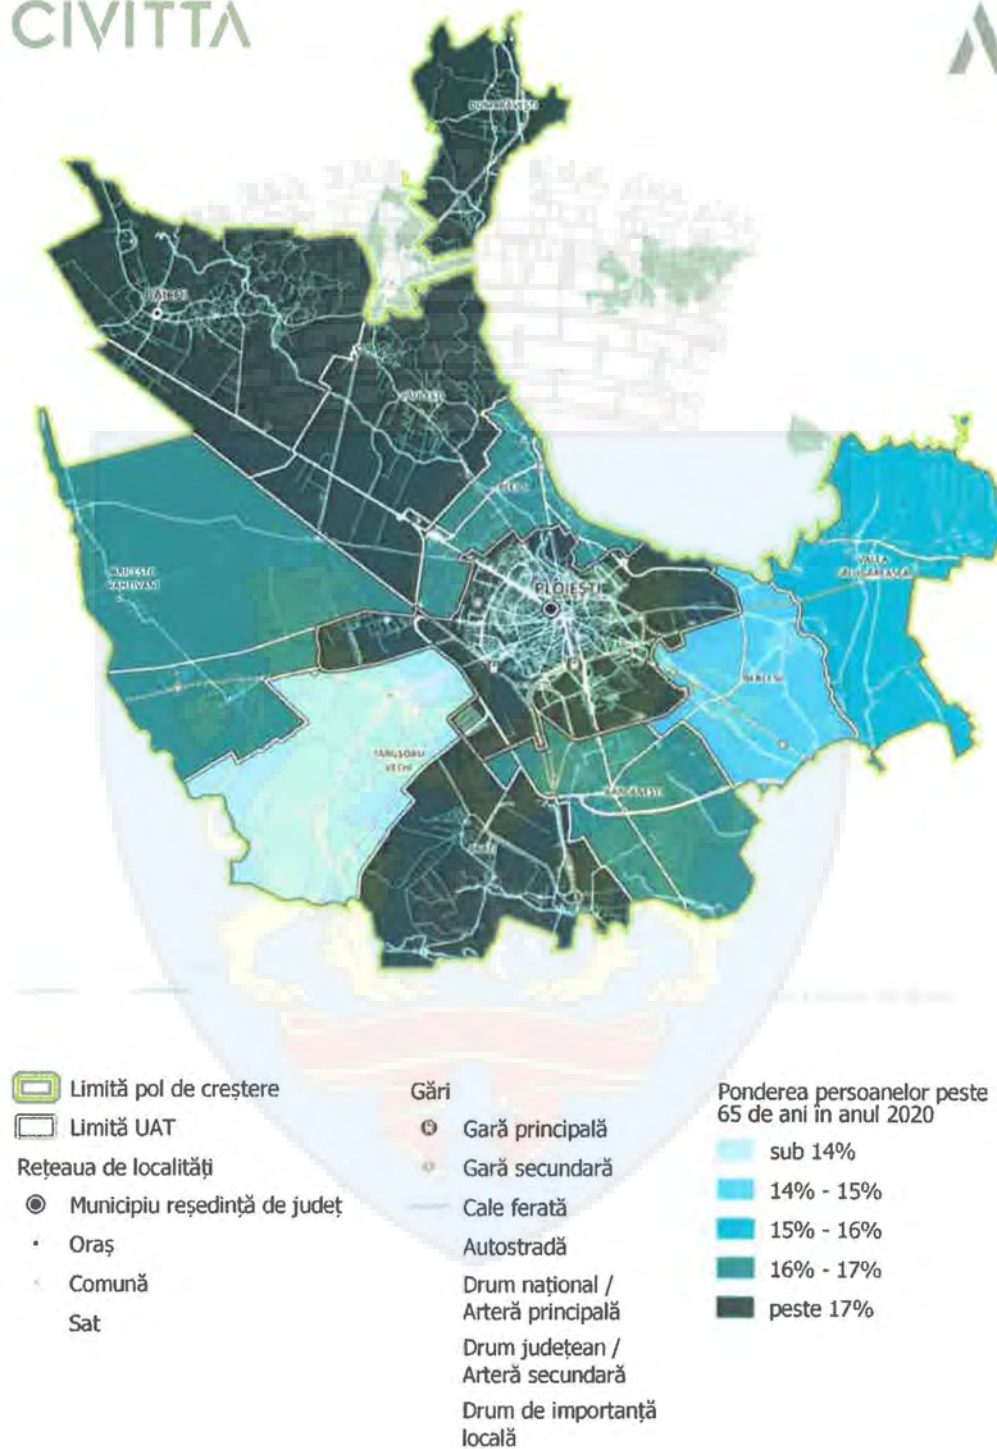 CIVITTA
PLOIEȘTI
VALEA
TÂRGȘORU
VECHI
Limită pol de creștere
Limită UAT
Rețeaua de localități
Municipiu reședință de județ
Oraș
Comună
Sat
Gări
Gară principală
Gară secundară
Cale ferată
Autostradă
Drum național /
Arteră principală
Drum județean /
Arteră secundară
Drum de importanță
locală
Ponderea persoanelor peste
65 de ani în anul 2020
sub 14%
14% - 15%
15% - 16%
16% - 17%
peste 17%